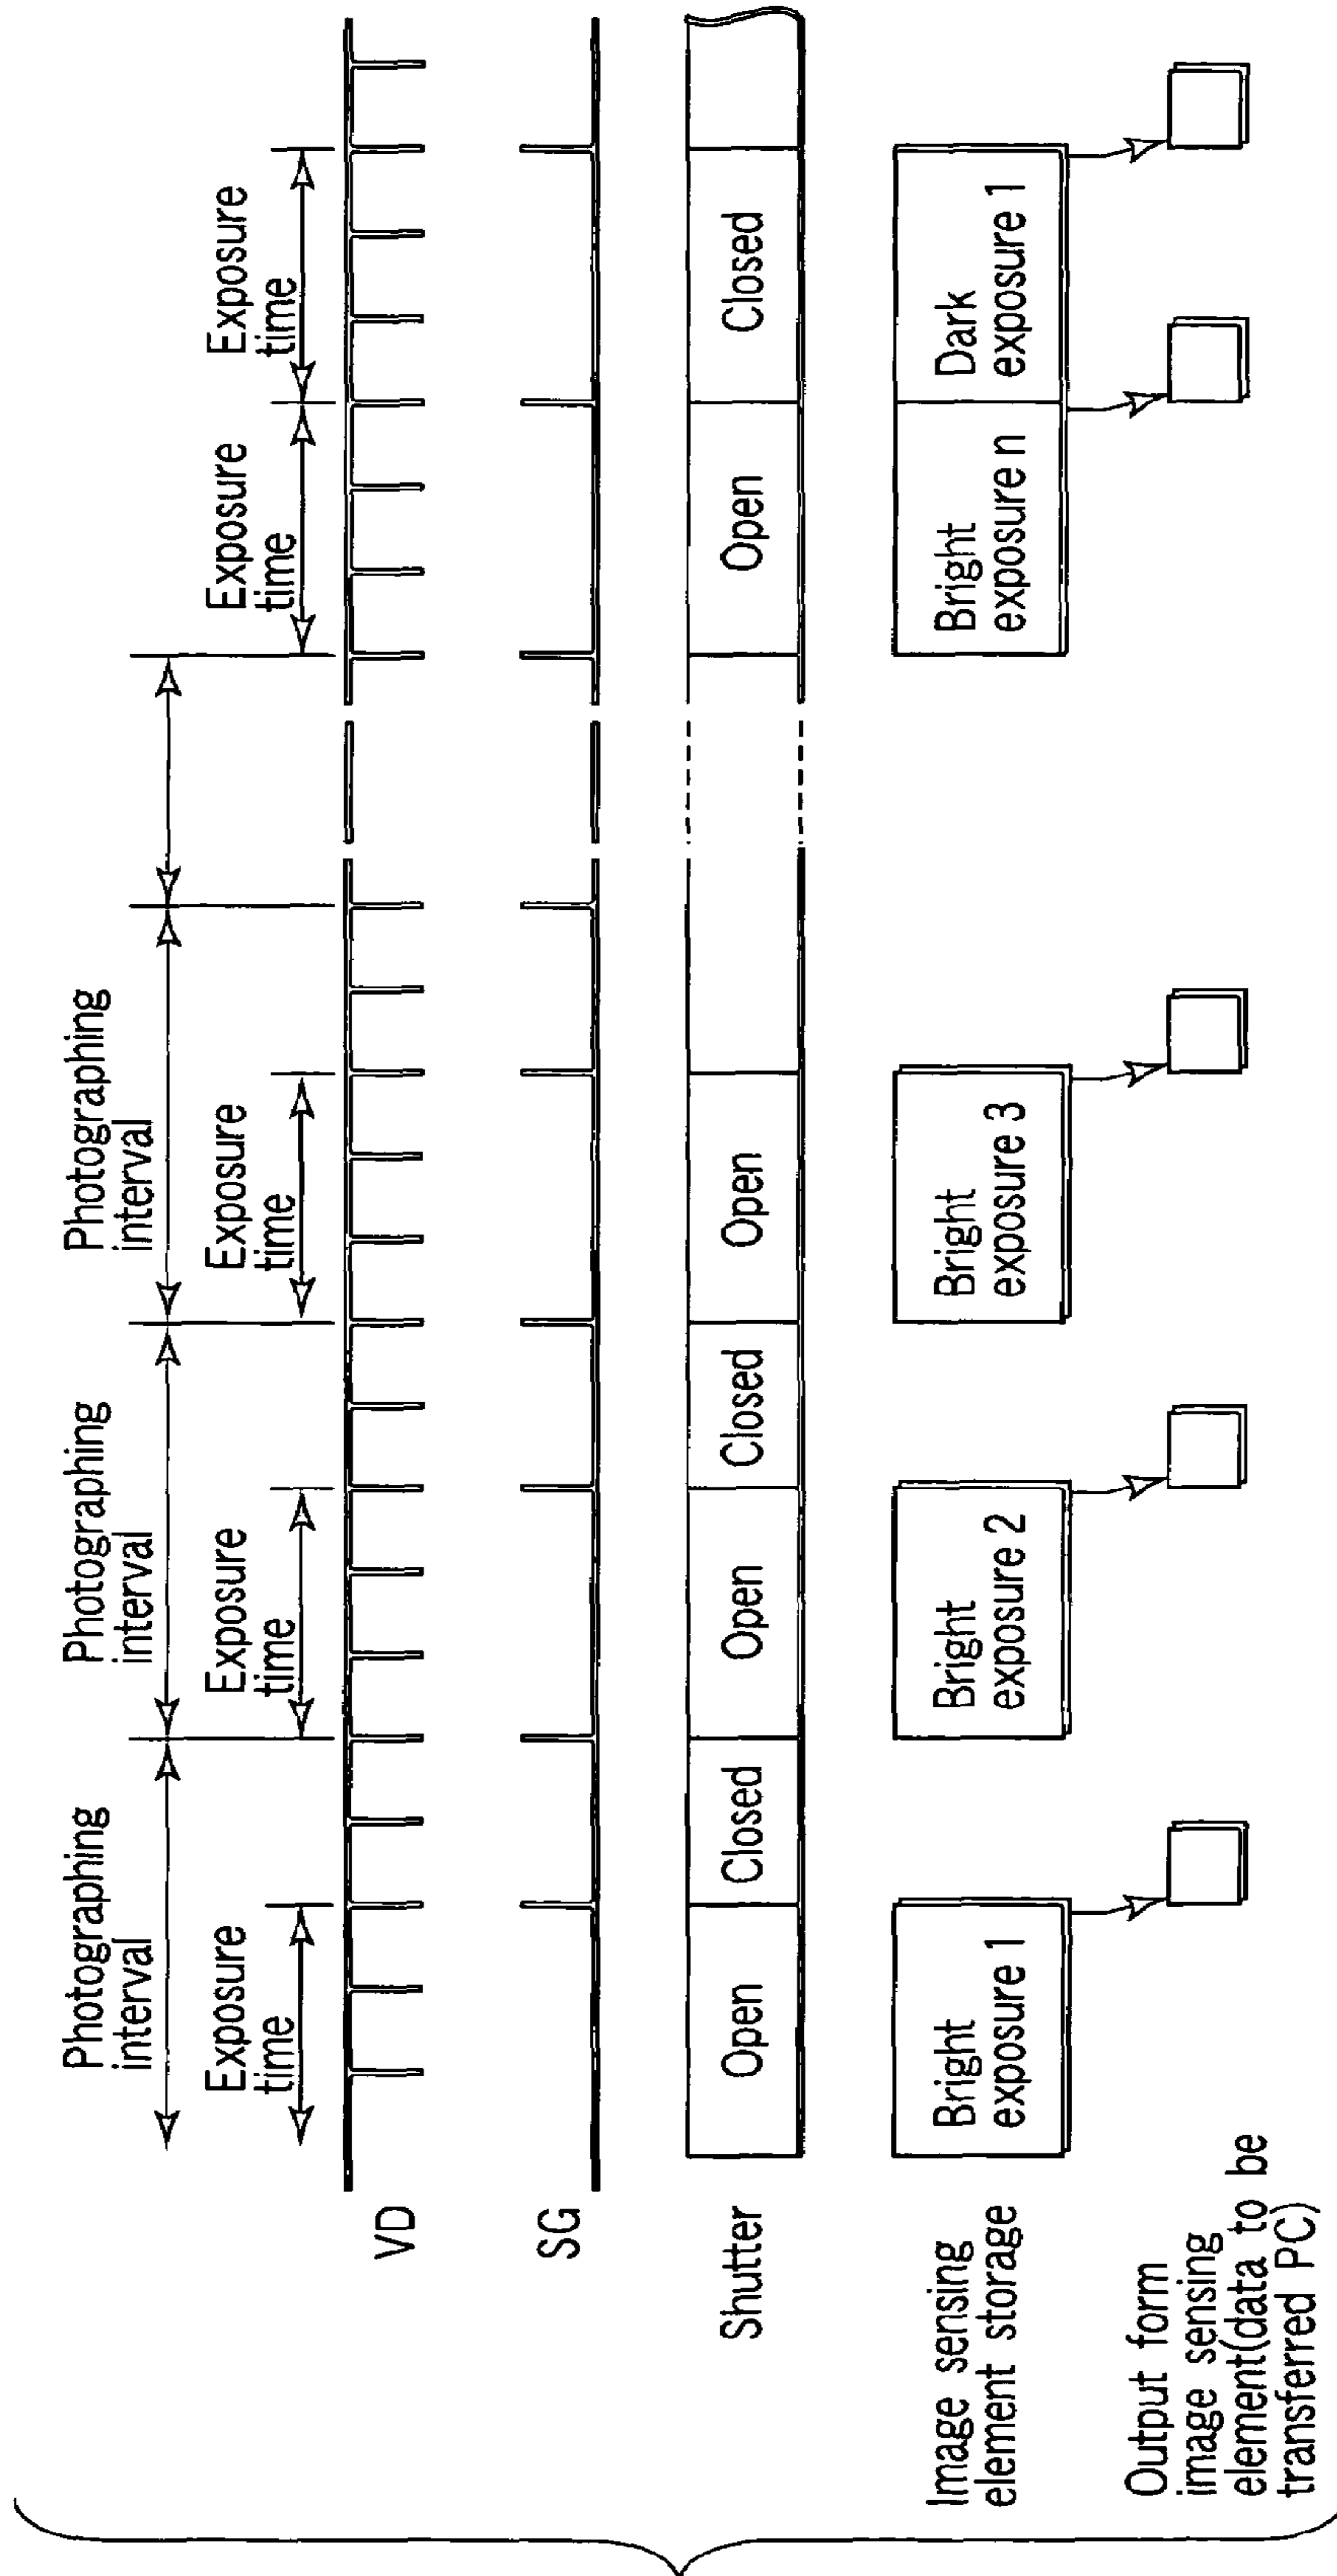 Photographing
interval
Photographing
interval
Photographing
interval
Exposure
time
Exposure
time
Exposure
time
Exposure
time
Exposure
time
VD
SG
Shutter
Open
Closed
Open
Closed
Open
Open
Closed
Image sensing
element storage
Bright
exposure 1
Bright
exposure 2
Bright
exposure 3
Bright
exposure n
Dark
exposure 1
Output form
image sensing
element(data to be
transferred PC)